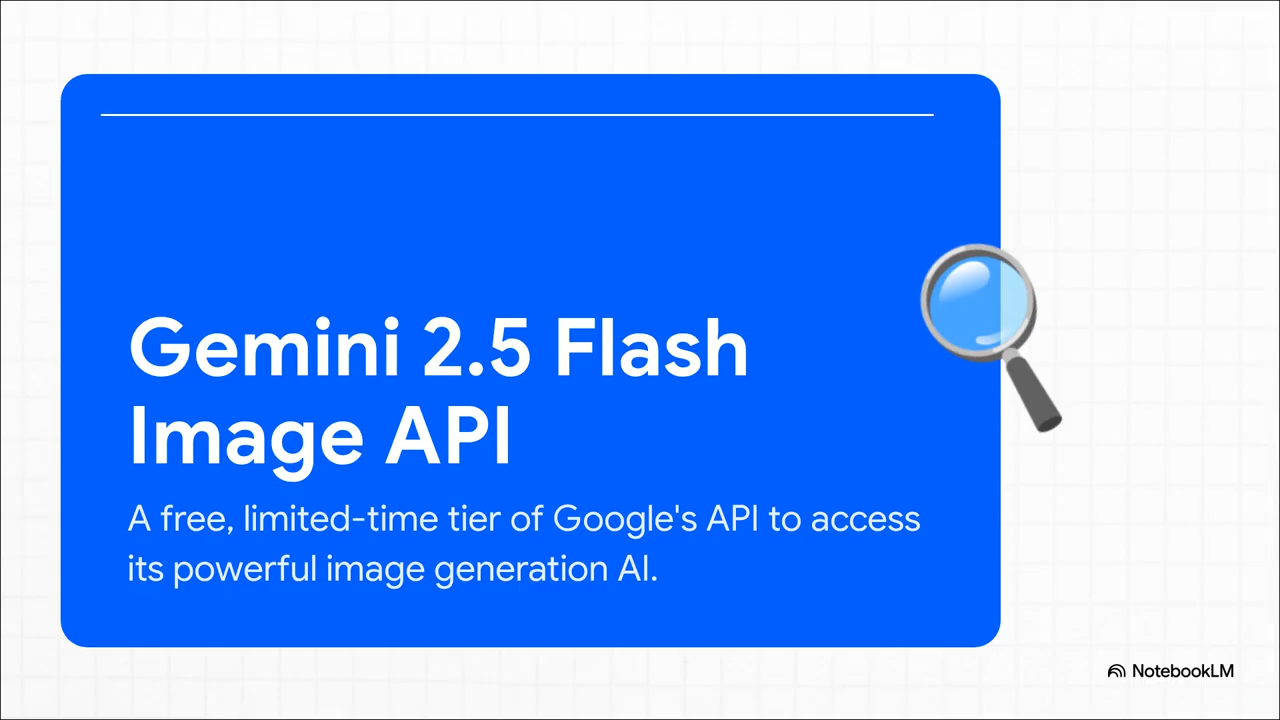 Gemini 2.5 Flash
Image API
A free, limited-time tier of Google's API to access
its powerful image generation AI.
NotebookLM